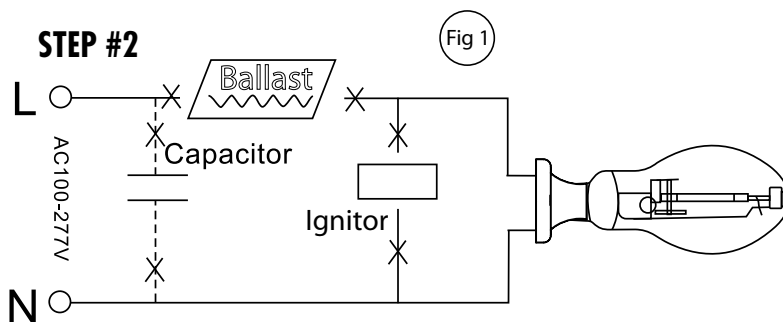 STEP #2
Fig 1
Ballast
L
Capacitor
AC100-277V
Ignitor
N